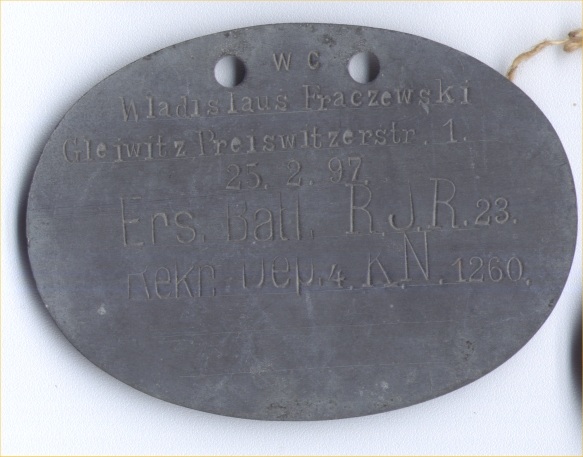 W C
Wladislaus Fraczewski
Gleiwitz Preiswitzerstr. 1.
25. 2. 97.
Ers. Batl. R.J.R. 23.
Rekr. Dep. 4. K.N. 1260.